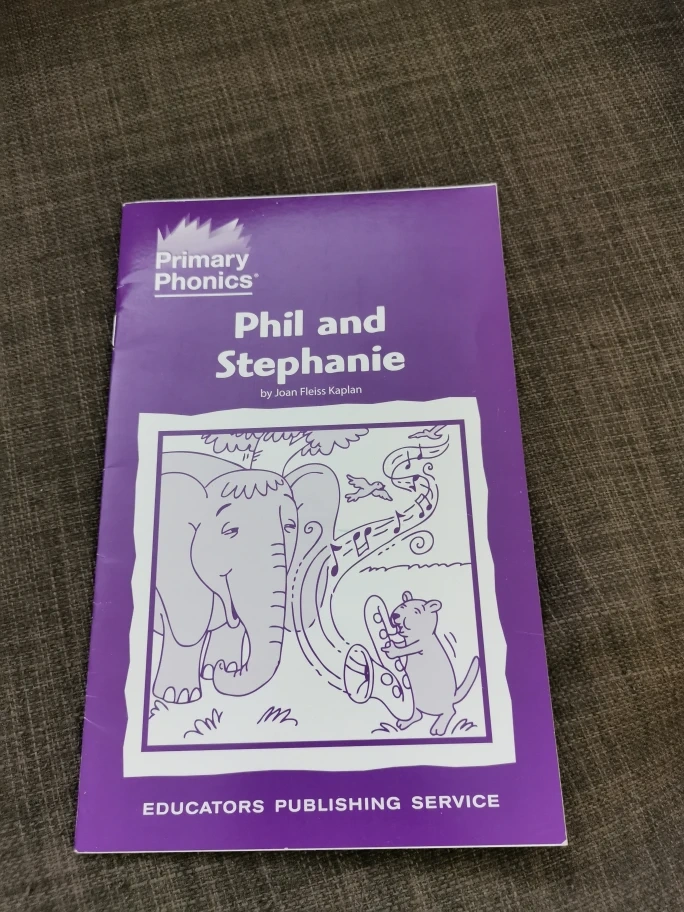 Primary
Phonics®
Phil and
Stephanie
by Joan Fleiss Kaplan
EDUCATORS PUBLISHING SERVICE